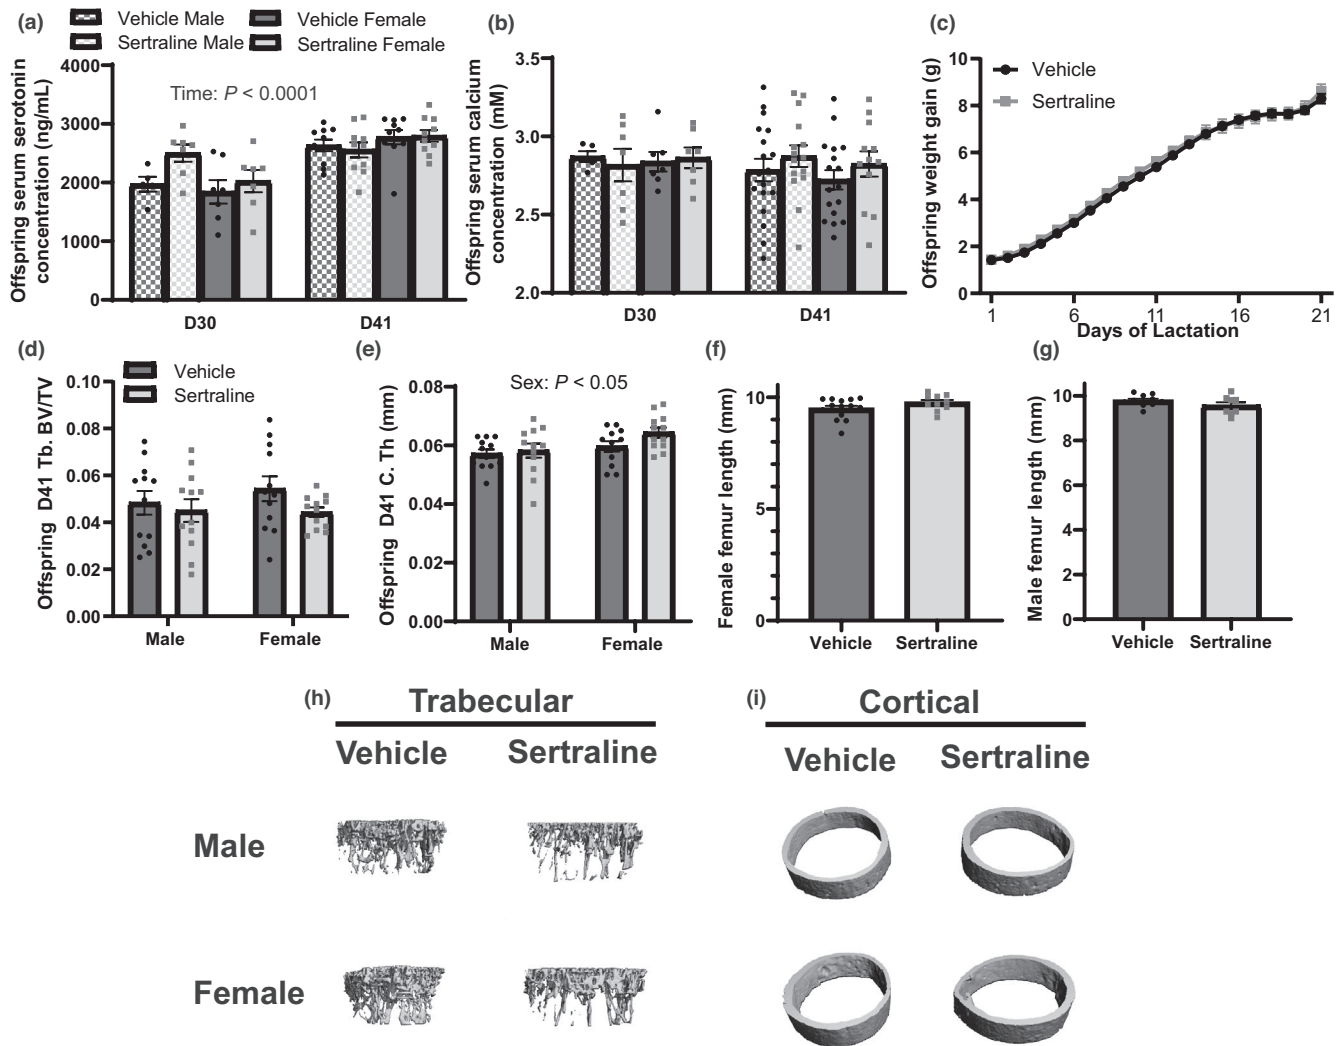 (a)
Vehicle Male
Vehicle Female
Sertraline Male
Sertraline Female
Offspring serum serotonin
concentration (ng/mL)
4000
3000
2000
1000
0
Time: P < 0.0001
D30
D41
(b)
Offspring serum calcium
concentration (mM)
3.5
3.0
2.5
2.0
D30
D41
(c)
Offspring weight gain (g)
10
8
6
4
2
0
Vehicle
Sertraline
1
6
11
16
21
Days of Lactation
(d)
Offspring D41 Tb. BV/TV
0.10
0.08
0.06
0.04
0.02
0.00
Vehicle
Sertraline
Male
Female
(e)
Offspring D41 C. Th (mm)
0.08
0.06
0.04
0.02
0.00
Sex: P < 0.05
Male
Female
(f)
Female femur length (mm)
10
5
0
Vehicle
Sertraline
(g)
Male femur length (mm)
10
8
6
4
2
0
Vehicle
Sertraline
(h)
Trabecular
Vehicle
Sertraline
(i)
Cortical
Vehicle
Sertraline
Male
Female